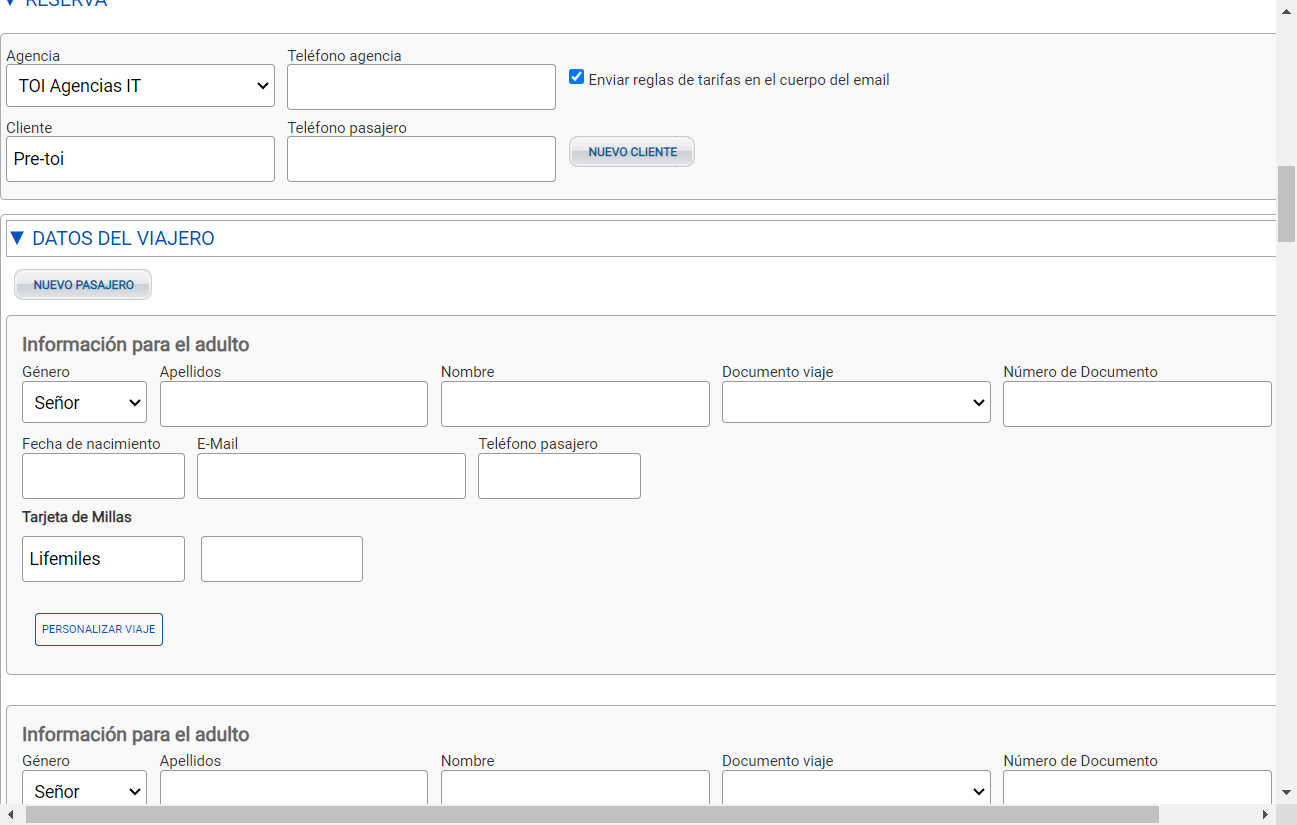 RESERVA
Agencia
Teléfono agencia
TOI Agencias IT
Enviar reglas de tarifas en el cuerpo del email
Cliente
Teléfono pasajero
Pre-toi
NUEVO CLIENTE
DATOS DEL VIAJERO
NUEVO PASAJERO
Información para el adulto
Género Apellidos Nombre Documento viaje Número de Documento
Señor
Fecha de nacimiento E-Mail Teléfono pasajero
Tarjeta de Millas
Lifemiles
PERSONALIZAR VIAJE
Información para el adulto
Género Apellidos Nombre Documento viaje Número de Documento
Señor